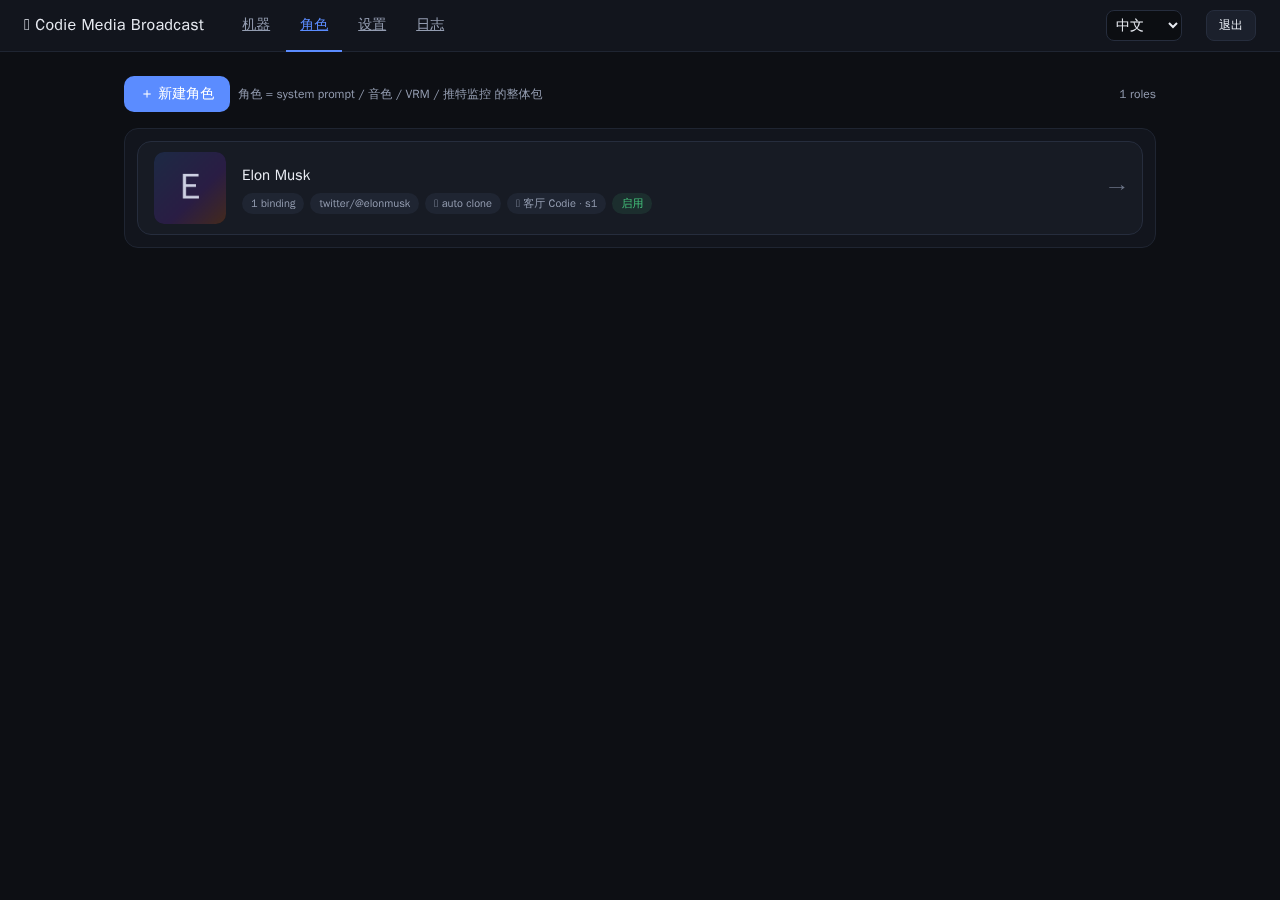 Codie Media Broadcast 机器 角色 设置 日志 中文 退出
+ 新建角色 角色 = system prompt / 音色 / VRM / 推特监控 的整体包 1 roles
E
Elon Musk
1 binding twitter/@elonmusk auto clone 客厅 Codie · s1 启用 →